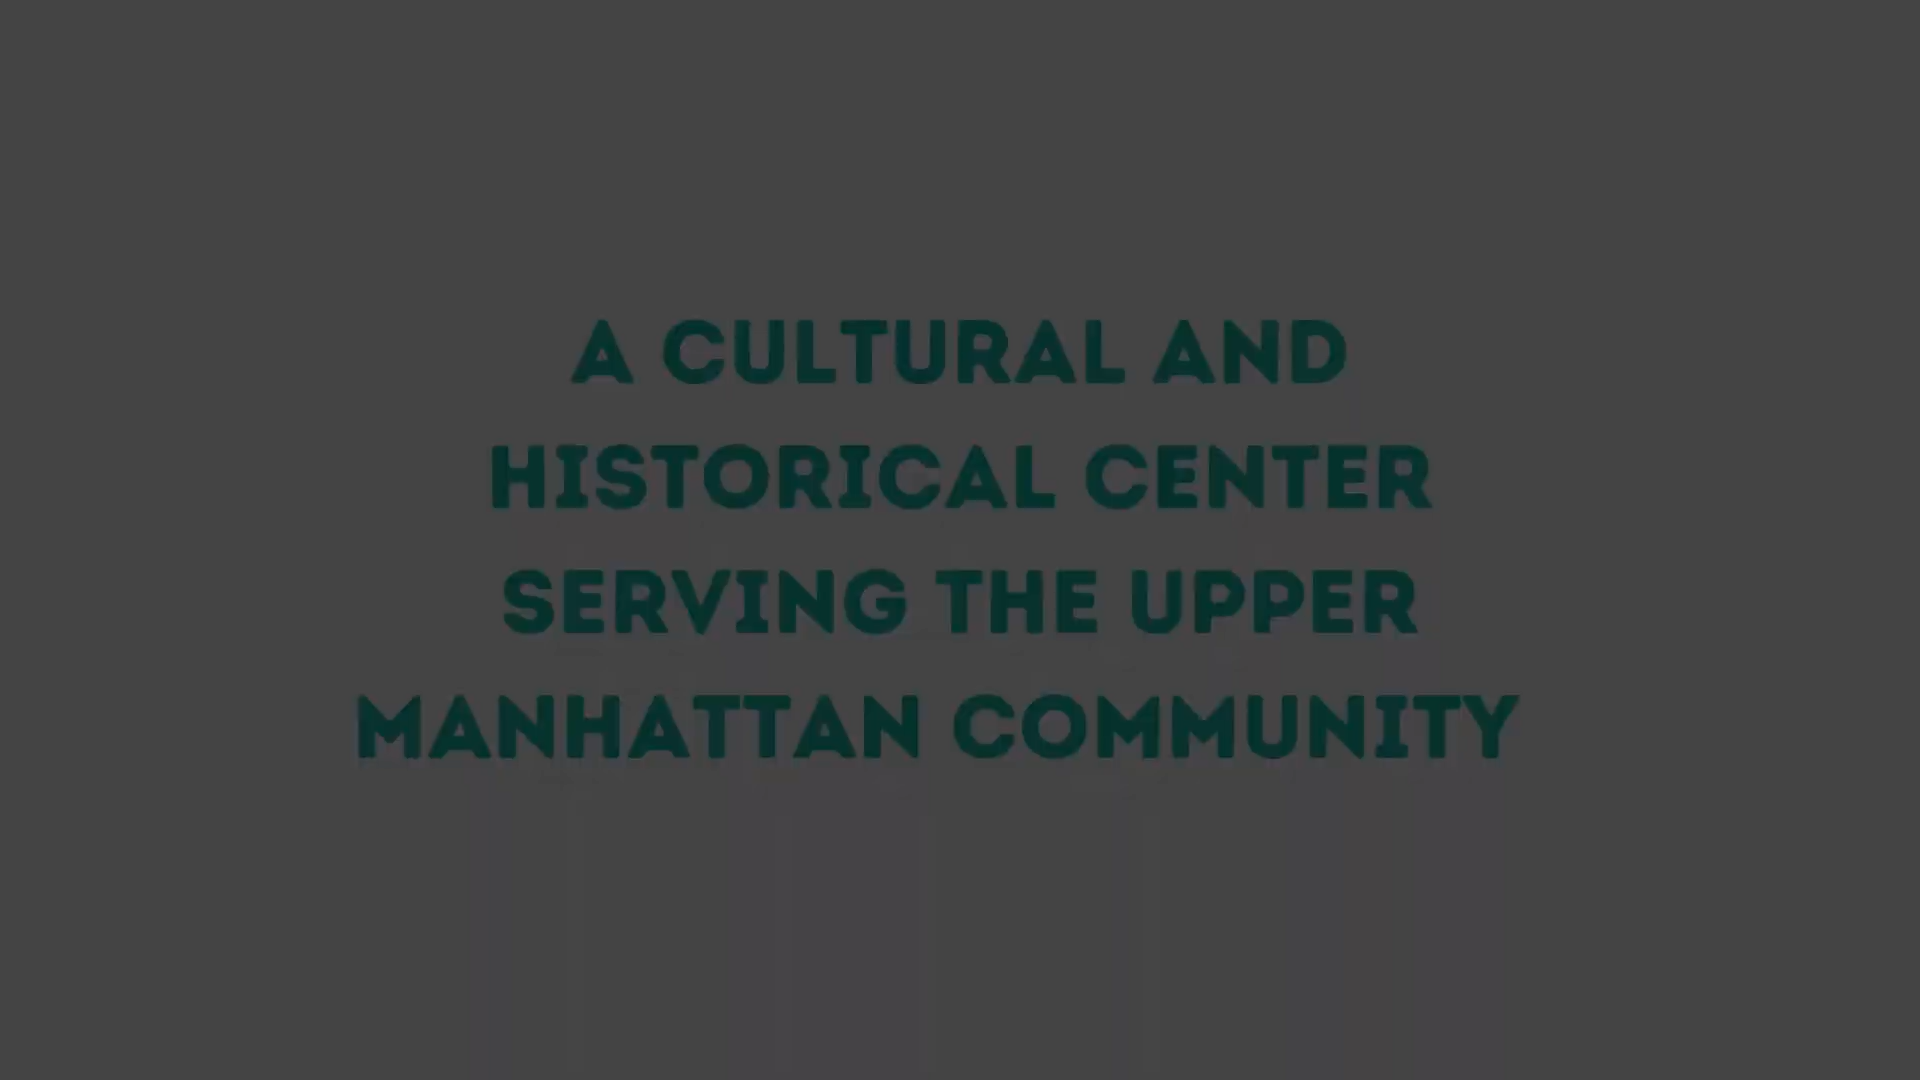 A CULTURAL AND
HISTORICAL CENTER
SERVING THE UPPER
MANHATTAN COMMUNITY